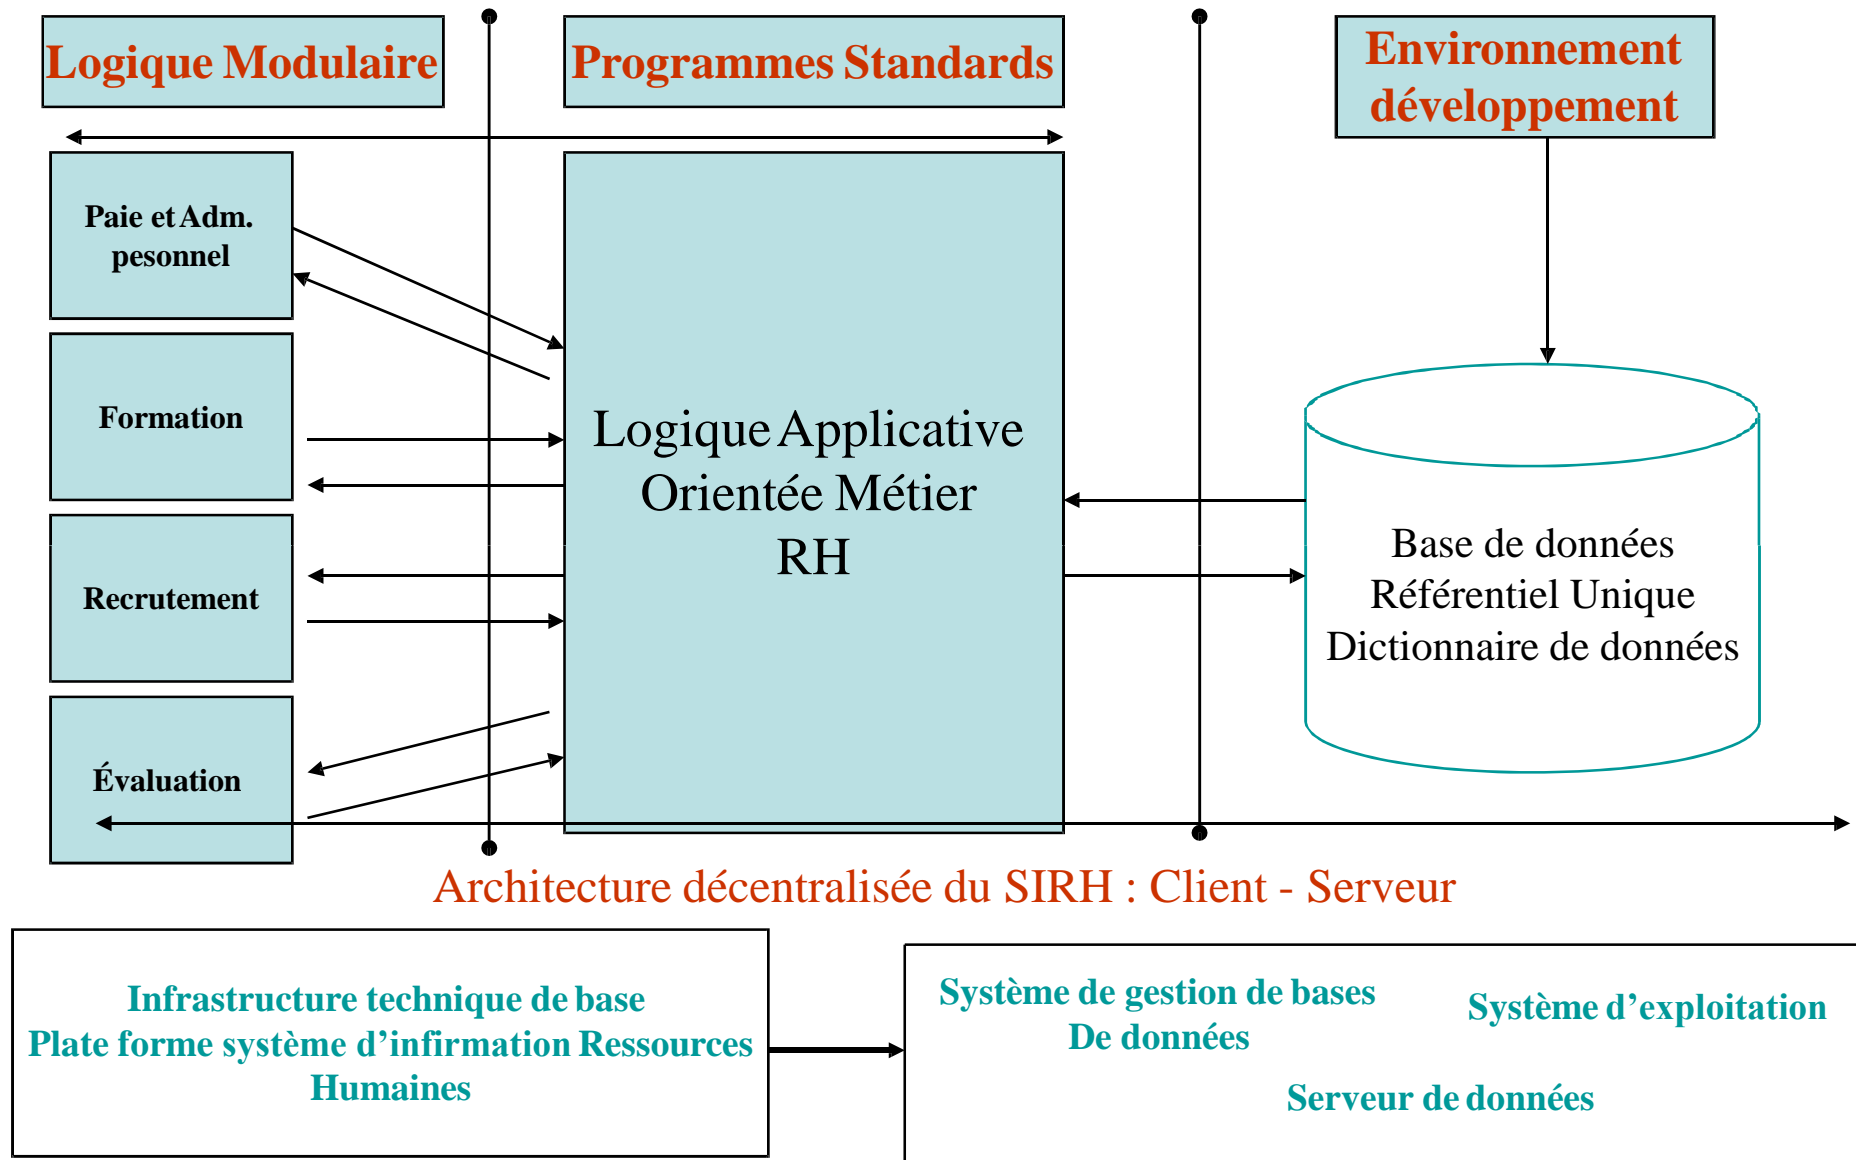 Logique Modulaire
Programmes Standards
Environnement
développement
Paie et Adm.
pesonnel
Formation
Recrutement
Évaluation
Logique Applicative
Orientée Métier
RH
Base de données
Référentiel Unique
Dictionnaire de données
Architecture décentralisée du SIRH : Client - Serveur
Infrastructure technique de base
Plate forme système d’infirmation Ressources
Humaines
Système de gestion de bases
De données
Système d’exploitation
Serveur de données